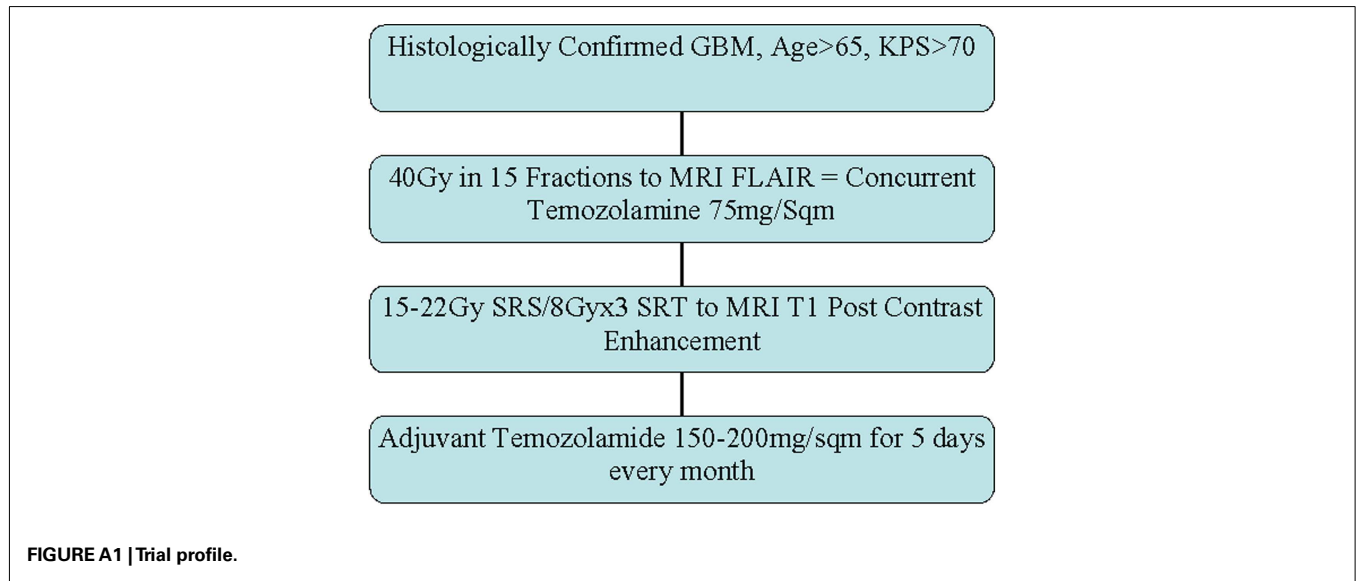 Histologically Confirmed GBM, Age>65, KPS>70
40Gy in 15 Fractions to MRI FLAIR = Concurrent
Temozolamine 75mg/Sqm
15-22Gy SRS/8Gyx3 SRT to MRI T1 Post Contrast
Enhancement
Adjuvant Temozolamide 150-200mg/sqm for 5 days
every month
FIGURE A1 | Trial profile.